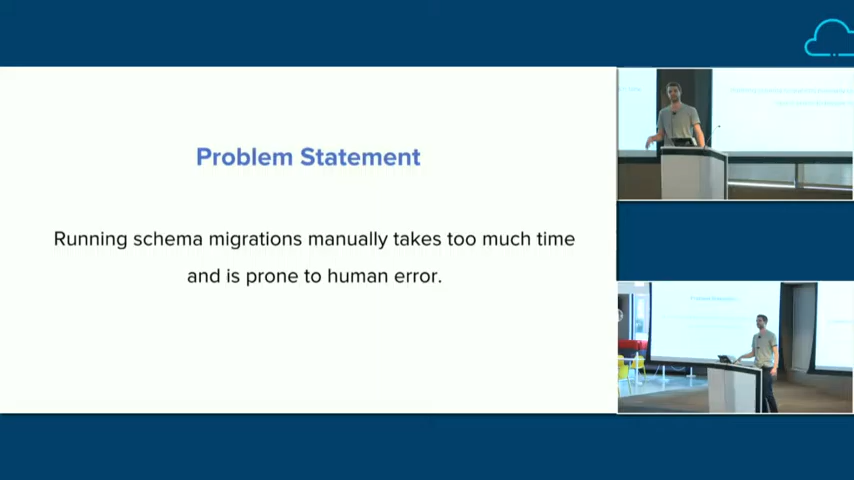 Problem Statement
Running schema migrations manually takes too much time
and is prone to human error.